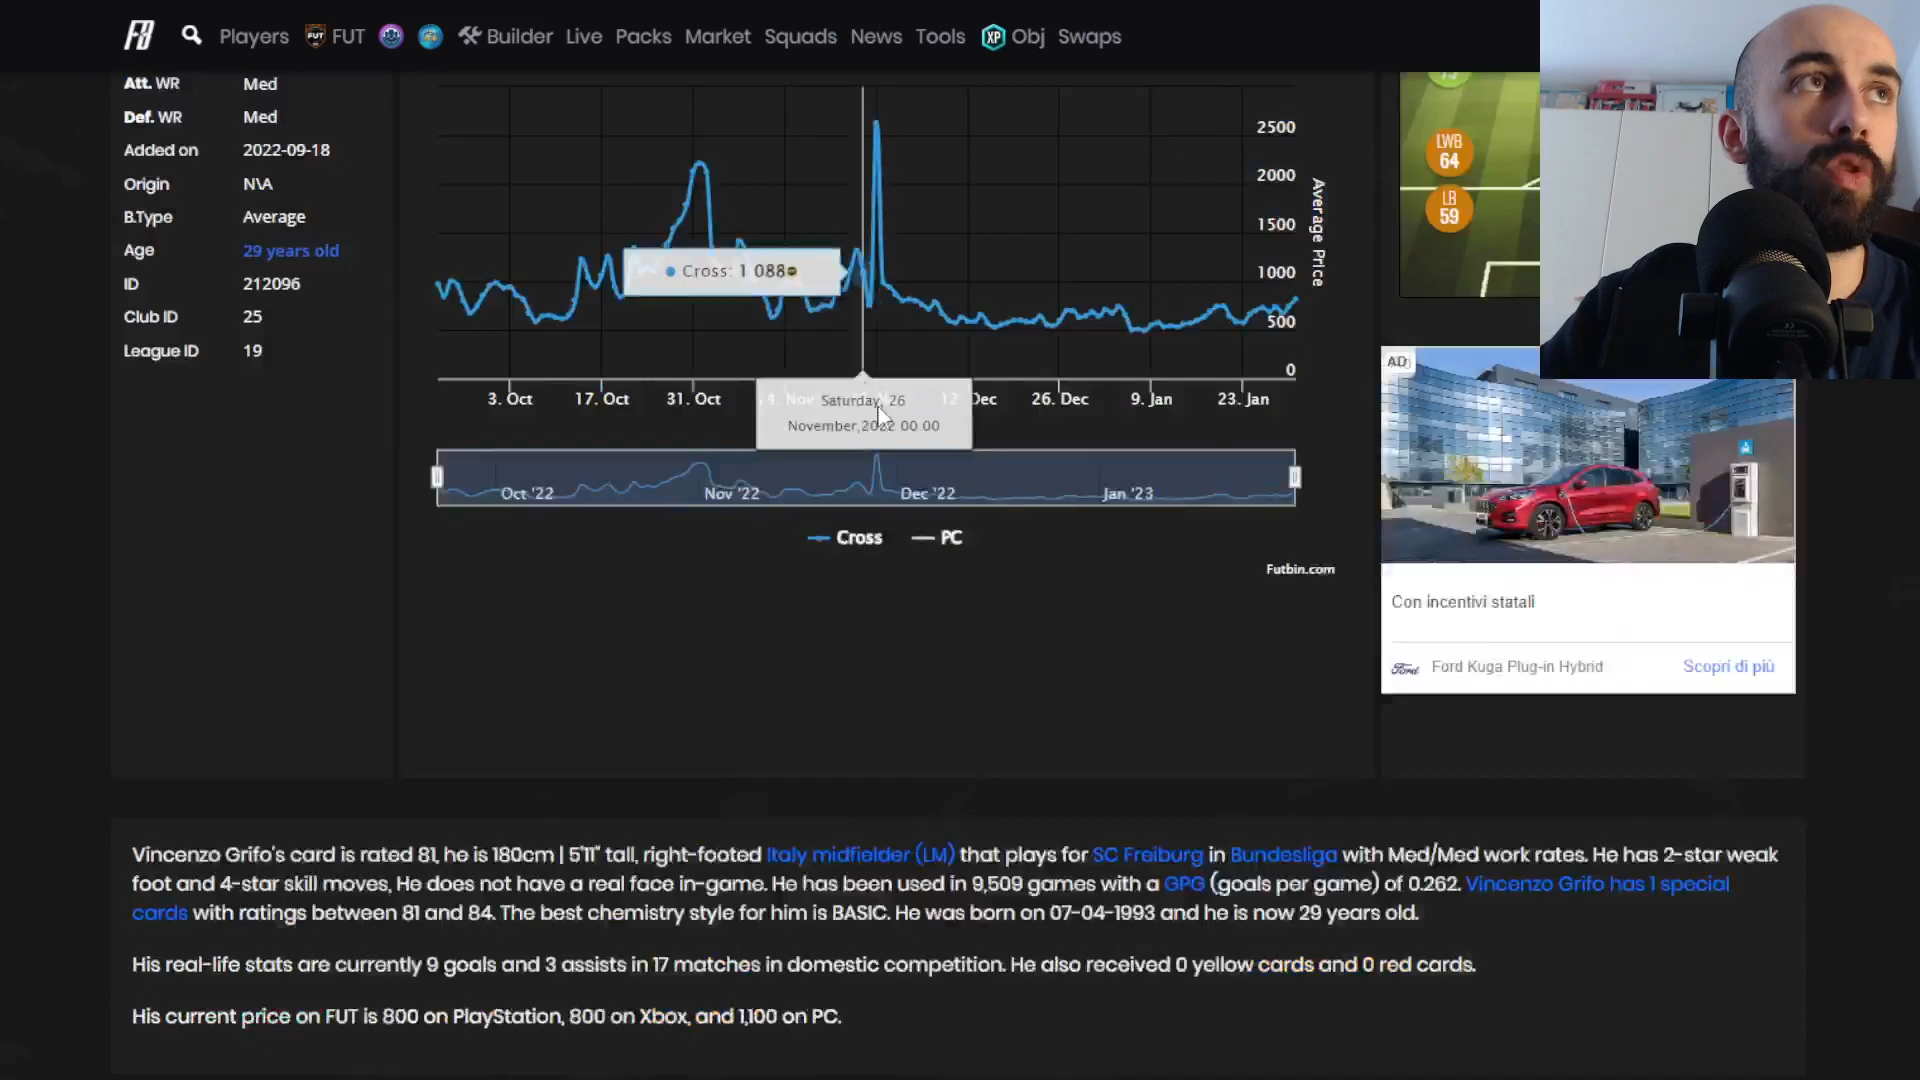 FB Players FUT FUT Builder Live Packs Market Squads News Tools XP Obj Swaps
Att. WR Med
Def. WR Med
Added on 2022-09-18
Origin N\A
B.Type Average
Age 29 years old
ID 212096
Club ID 25
League ID 19
2500
2000
1500
1000
500
0
Average Price
Cross: 1 088
3. Oct 17. Oct 31. Oct 14. Nov 12. Dec 26. Dec 9. Jan 23. Jan
Saturday, 26
November,2022 00:00
Oct '22 Nov '22 Dec '22 Jan '23
Cross PC
Futbin.com
LWB
64
LB
59
AD
Con incentivi statali
Ford Ford Kuga Plug-in Hybrid Scopri di più
Vincenzo Grifo's card is rated 81, he is 180cm | 5'11" tall, right-footed Italy midfielder (LM) that plays for SC Freiburg in Bundesliga with Med/Med work rates. He has 2-star weak
foot and 4-star skill moves, He does not have a real face in-game. He has been used in 9,509 games with a GPG (goals per game) of 0.262. Vincenzo Grifo has 1 special
cards with ratings between 81 and 84. The best chemistry style for him is BASIC. He was born on 07-04-1993 and he is now 29 years old.
His real-life stats are currently 9 goals and 3 assists in 17 matches in domestic competition. He also received 0 yellow cards and 0 red cards.
His current price on FUT is 800 on PlayStation, 800 on Xbox, and 1,100 on PC.